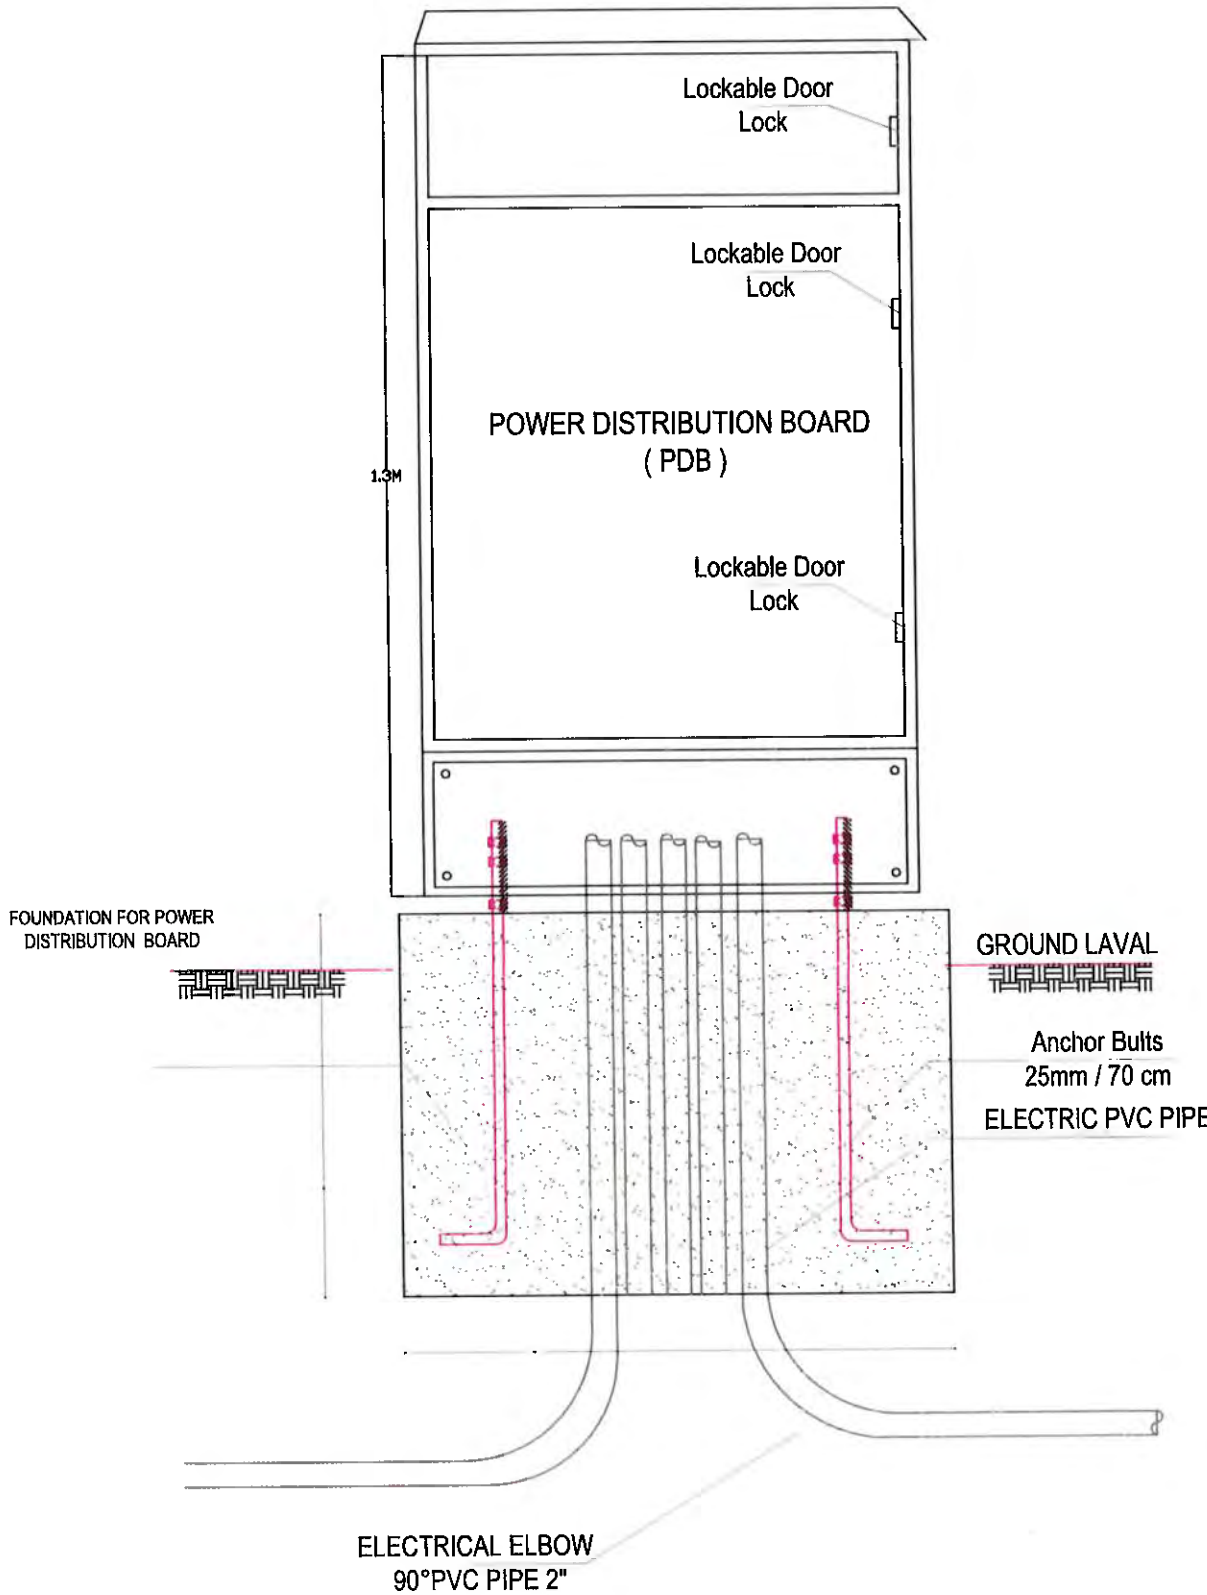 Lockable Door
Lock
Lockable Door
Lock
POWER DISTRIBUTION BOARD
( PDB )
1.3M
Lockable Door
Lock
FOUNDATION FOR POWER
DISTRIBUTION BOARD
GROUND LAVAL
Anchor Bults
25mm / 70 cm
ELECTRIC PVC PIPE
ELECTRICAL ELBOW
90°PVC PIPE 2"